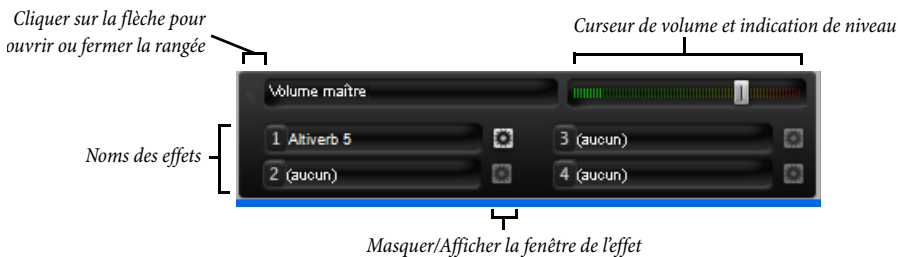 Cliquer sur la flèche pour
ouvrir ou fermer la rangée
Curseur de volume et indication de niveau
Volume maître
Noms des effets
1 Altiverb 5
3 (aucun)
2 (aucun)
4 (aucun)
Masquer/Afficher la fenêtre de l'effet